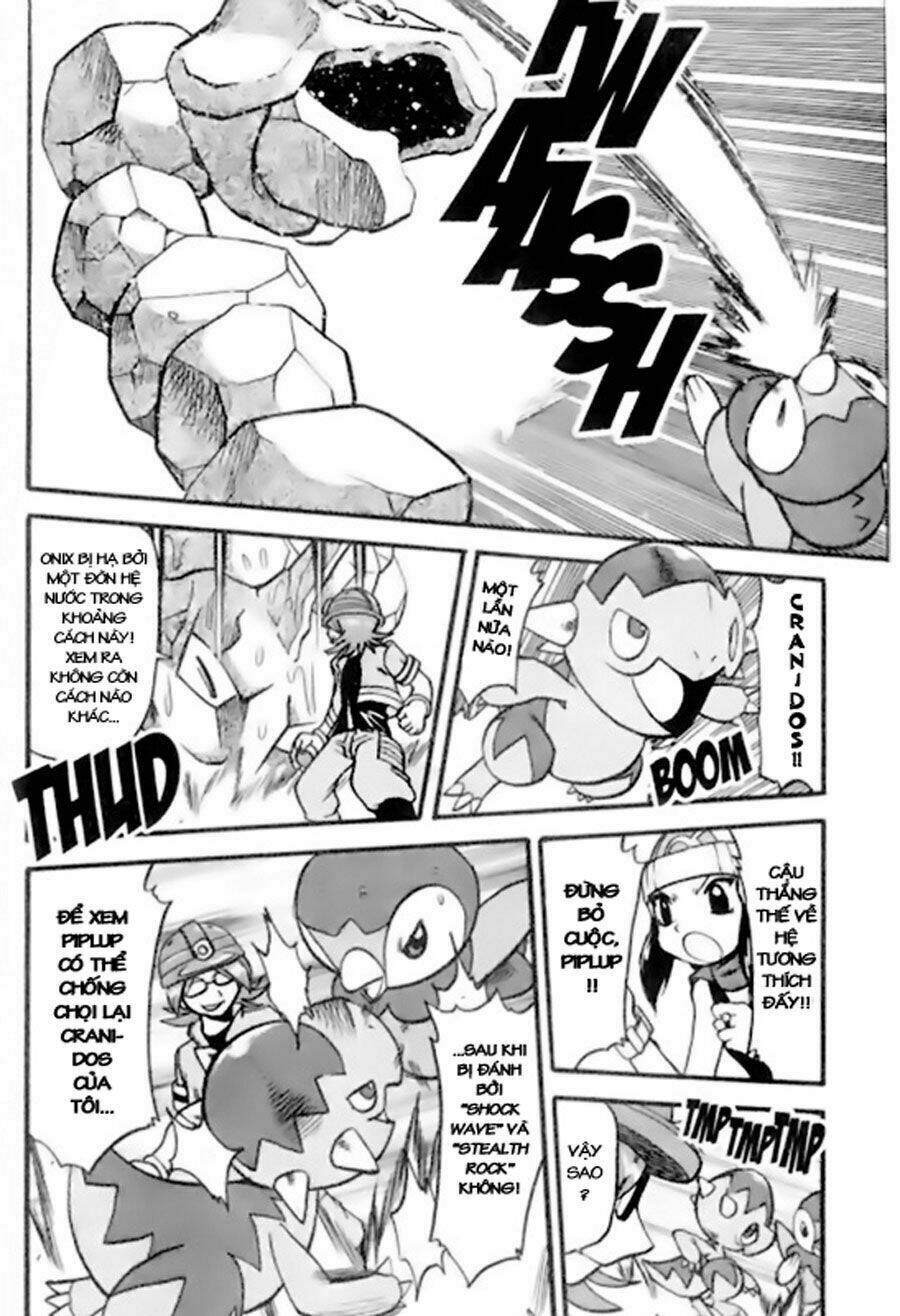 KWAASSH
CRANIDOS!!
MỘT
LẦN
NỮA
NÀO!
BOOM
ONIX BỊ HẠ BỞI
MỘT ĐÒN HỆ
NƯỚC TRONG
KHOẢNG
CÁCH NÀY!
XEM RA
KHÔNG CÒN
CÁCH NÀO
KHÁC...
THUD
CẬU
THẮNG
THẾ VỀ
HỆ
TƯƠNG
THÍCH
ĐẤY!!
ĐỪNG
BỎ
CUỘC,
PIPLUP
!!
TMP TMP TMP
VẬY
SAO
?
...SAU KHI
BỊ ĐÁNH
BỞI
"SHOCK
WAVE" VÀ
"STEALTH
ROCK"
KHÔNG!
ĐỂ XEM
PIPLUP
CÓ THỂ
CHỐNG
CHỌI LẠI
CRANI-
DOS
CỦA
TÔI...